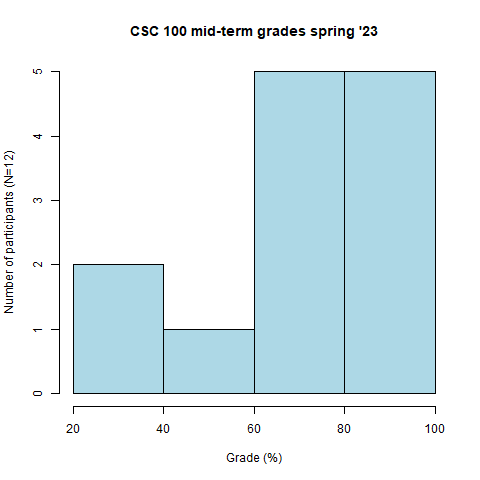 CSC 100 mid-term grades spring '23
Number of participants (N=12)
5
4
3
2
1
0
20 40 60 80 100
Grade (%)